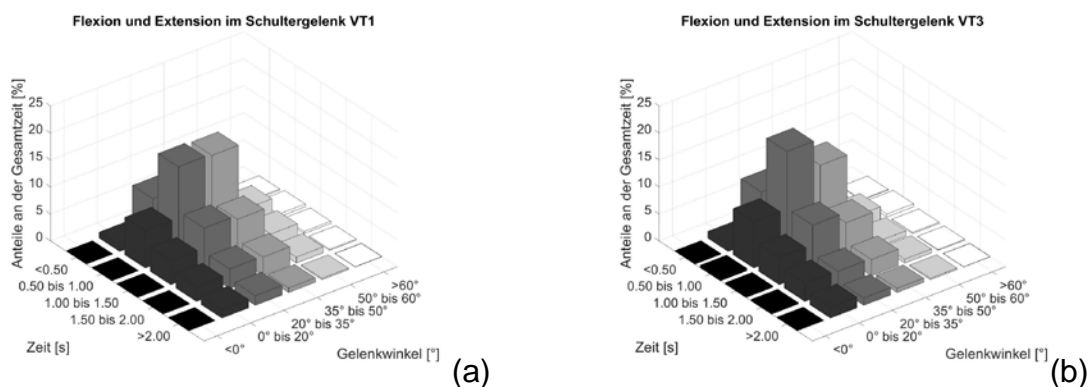 Flexion und Extension im Schultergelenk VT1
Anteile an der Gesamtzeit [%]
25
20
15
10
5
0
<0.50
0.50 bis 1.00
1.00 bis 1.50
1.50 bis 2.00
>2.00
Zeit [s]
>60°
50° bis 60°
35° bis 50°
20° bis 35°
0° bis 20°
<0°
Gelenkwinkel [°]
(a)
Flexion und Extension im Schultergelenk VT3
Anteile an der Gesamtzeit [%]
25
20
15
10
5
0
<0.50
0.50 bis 1.00
1.00 bis 1.50
1.50 bis 2.00
>2.00
Zeit [s]
>60°
50° bis 60°
35° bis 50°
20° bis 35°
0° bis 20°
<0°
Gelenkwinkel [°]
(b)